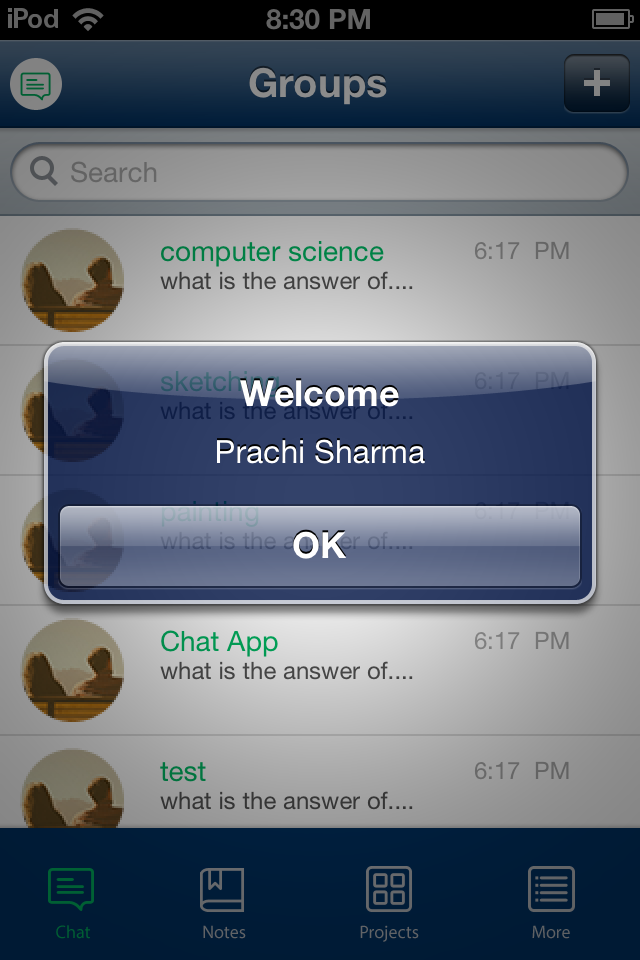 iPod 8:30 PM
Groups
Search
computer science 6:17 PM
what is the answer of....
sketching 6:17 PM
what is the answer of....
Welcome
Prachi Sharma
painting 6:17 PM
what is the answer of....
OK
Chat App 6:17 PM
what is the answer of....
test 6:17 PM
what is the answer of....
Chat Notes Projects More